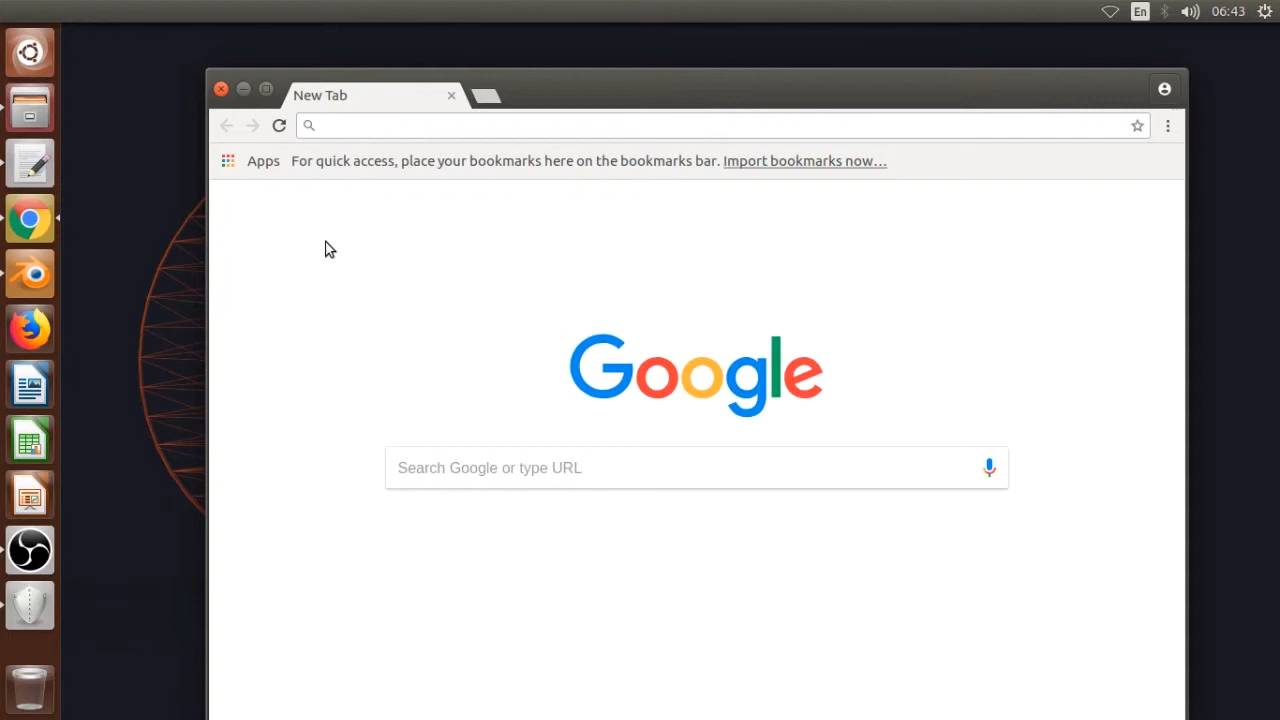 En 06:43
New Tab
Apps For quick access, place your bookmarks here on the bookmarks bar. Import bookmarks now...
Google
Search Google or type URL